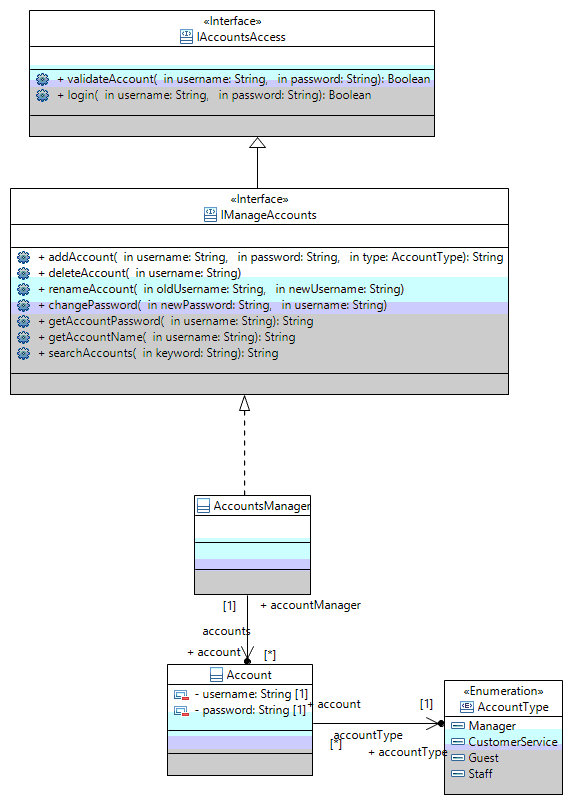 «Interface»
IAccountsAccess
+ validateAccount( in username: String, in password: String): Boolean
+ login( in username: String, in password: String): Boolean
«Interface»
IManageAccounts
+ addAccount( in username: String, in password: String, in type: AccountType): String
+ deleteAccount( in username: String)
+ renameAccount( in oldUsername: String, in newUsername: String)
+ changePassword( in newPassword: String, in username: String)
+ getAccountPassword( in username: String): String
+ getAccountName( in username: String): String
+ searchAccounts( in keyword: String): String
AccountsManager
[1] + accountManager
accounts
+ account [*]
Account
- username: String [1]
- password: String [1]
+ account [1]
accountType
[*] + accountType
«Enumeration»
AccountType
Manager
CustomerService
Guest
Staff